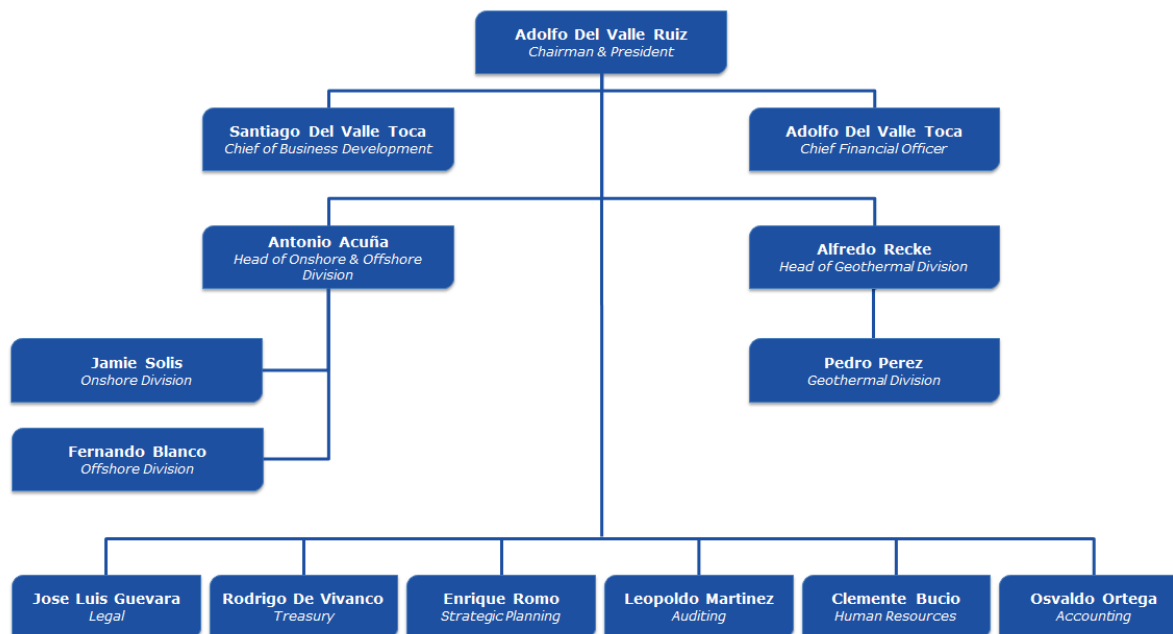 Adolfo Del Valle Ruiz
Chairman & President
Santiago Del Valle Toca
Chief of Business Development
Adolfo Del Valle Toca
Chief Financial Officer
Antonio Acuña
Head of Onshore & Offshore
Division
Alfredo Recke
Head of Geothermal Division
Jamie Solis
Onshore Division
Pedro Perez
Geothermal Division
Fernando Blanco
Offshore Division
Jose Luis Guevara
Legal
Rodrigo De Vivanco
Treasury
Enrique Romo
Strategic Planning
Leopoldo Martinez
Auditing
Clemente Bucio
Human Resources
Osvaldo Ortega
Accounting